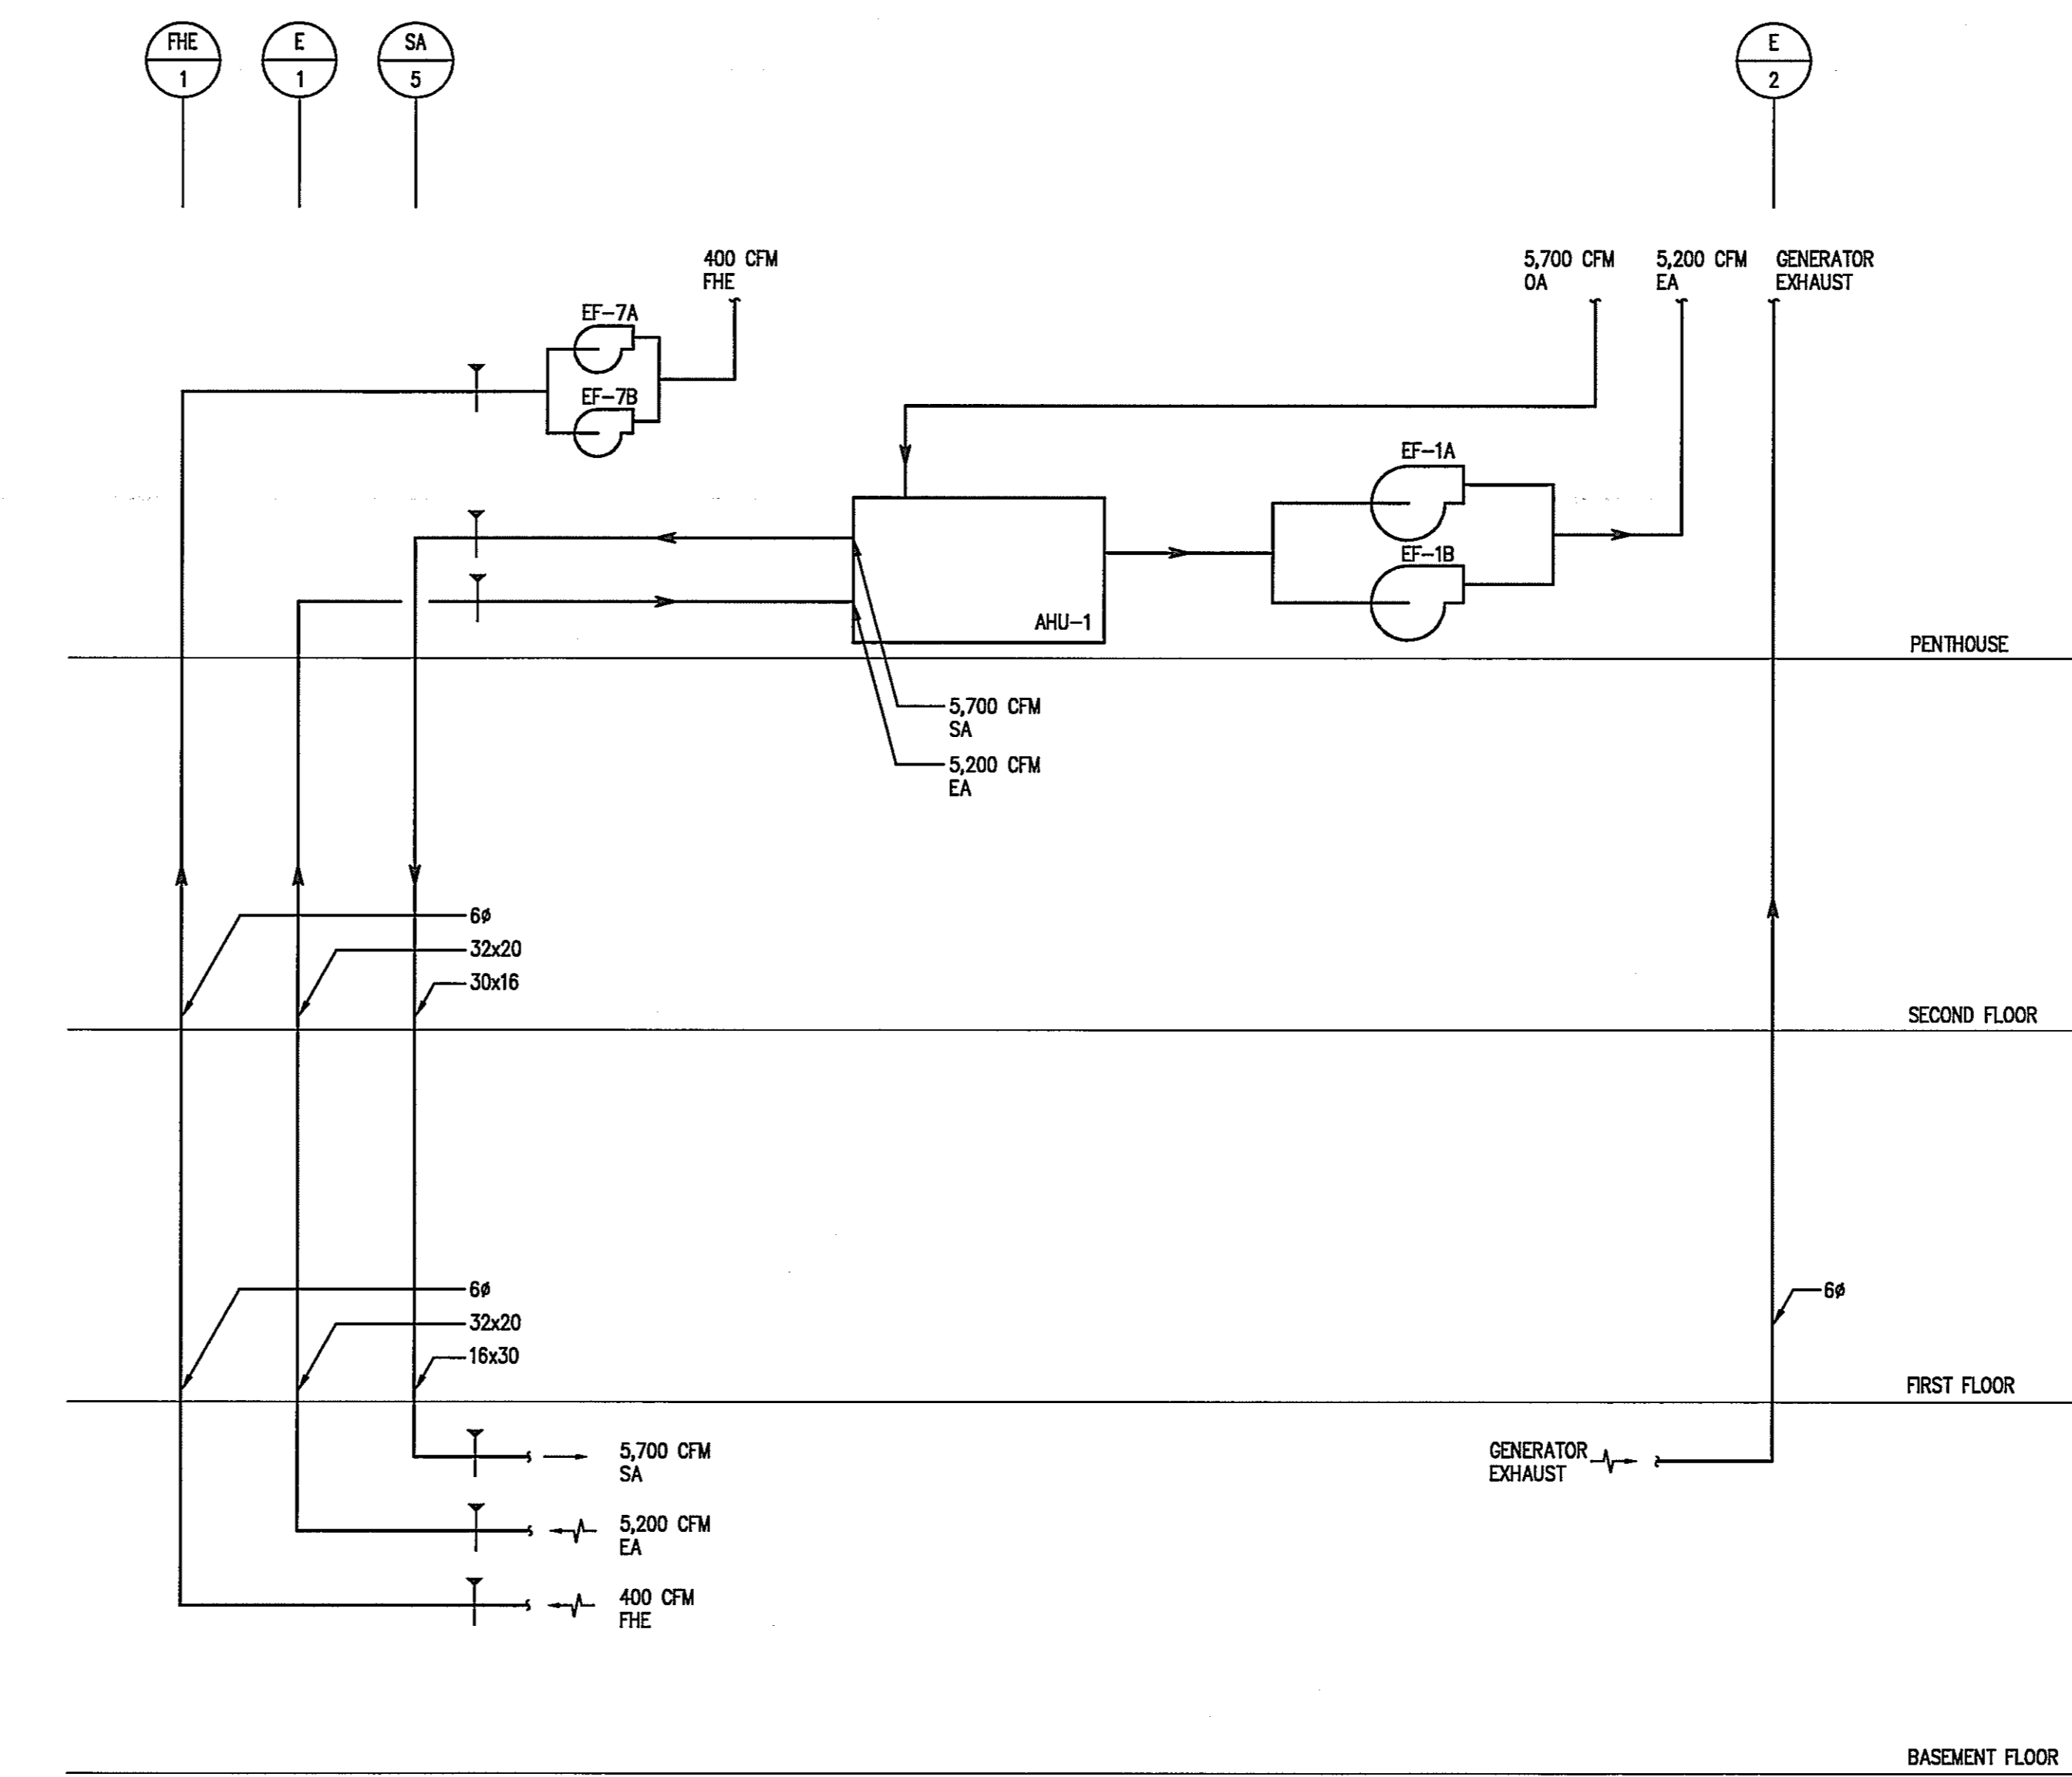 FHE
1
E
1
SA
5
E
2
400 CFM
FHE
5,700 CFM
OA
5,200 CFM
EA
GENERATOR
EXHAUST
EF-7A
EF-7B
EF-1A
EF-1B
AHU-1
PENTHOUSE
5,700 CFM
SA
5,200 CFM
EA
6ø
32x20
30x16
SECOND FLOOR
6ø
32x20
16x30
6ø
FIRST FLOOR
5,700 CFM
SA
GENERATOR
EXHAUST
5,200 CFM
EA
400 CFM
FHE
BASEMENT FLOOR